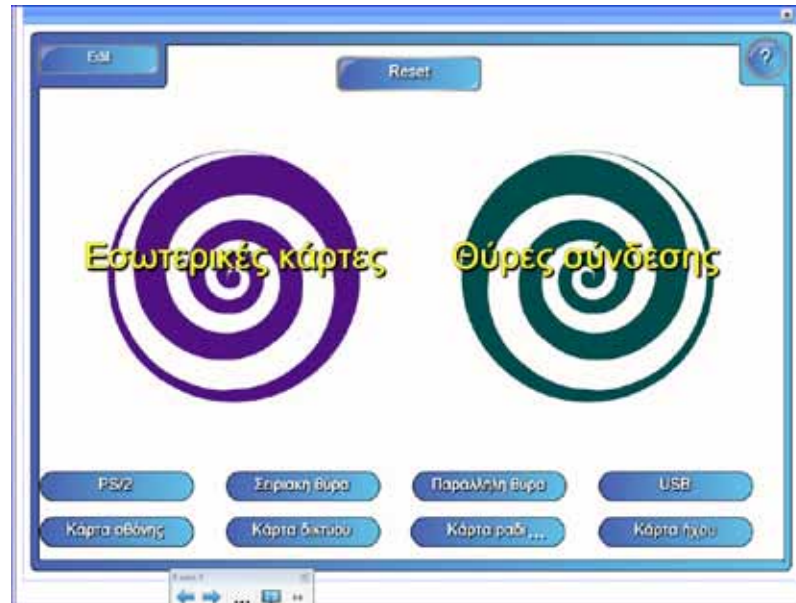 Edit
Reset
?
Εσωτερικές κάρτες
Θύρες σύνδεσης
PS/2
Σειριακή θύρα
Παράλληλη θύρα
USB
Κάρτα οθόνης
Κάρτα δικτύου
Κάρτα ραδι...
Κάρτα ήχου